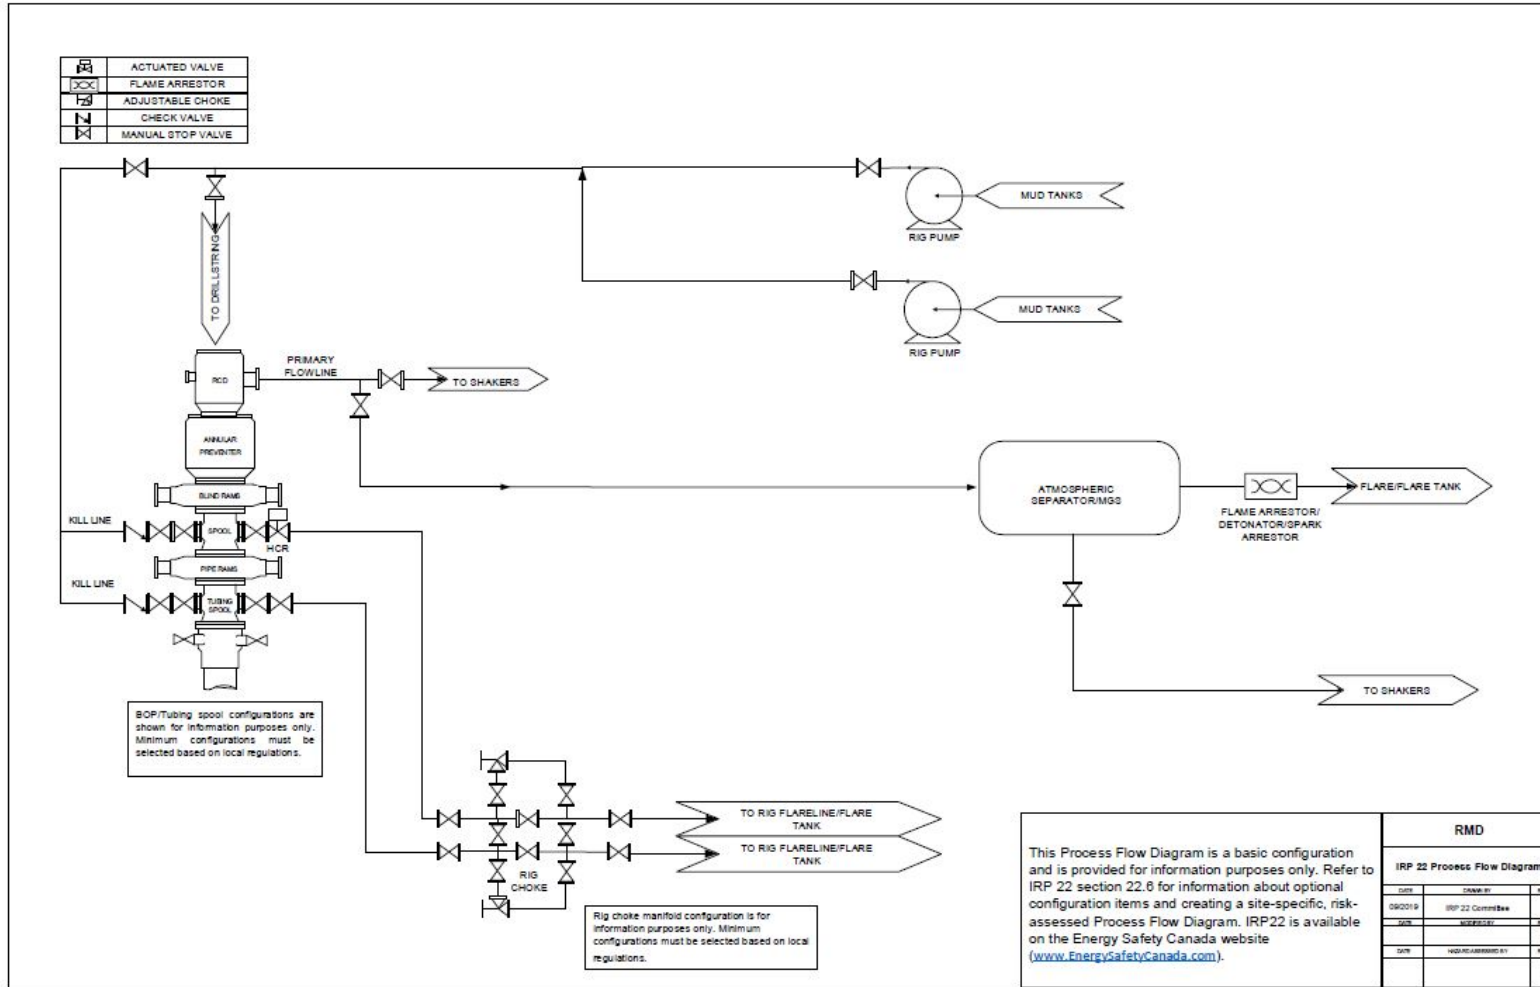 ACTUATED VALVE
FLAME ARRESTOR
ADJUSTABLE CHOKE
CHECK VALVE
MANUAL STOP VALVE
MUD TANKS
RIG PUMP
TO DRILLSTRING
MUD TANKS
RIG PUMP
RCD
PRIMARY
FLOWLINE
TO SHAKERS
ANNULAR
PREVENTER
BLIND RAMS
KILL LINE
SPOOL
HCR
PIPE RAMS
KILL LINE
TUBING
SPOOL
ATMOSPHERIC
SEPARATOR/MGS
FLARE/FLARE TANK
FLAME ARRESTOR/
DETONATOR/SPARK
ARRESTOR
TO SHAKERS
BOP/Tubing spool configurations are
shown for information purposes only.
Minimum configurations must be
selected based on local regulations.
TO RIG FLARELINE/FLARE
TANK
TO RIG FLARELINE/FLARE
TANK
RIG
CHOKE
Rig choke manifold configuration is for
information purposes only. Minimum
configurations must be selected based on local
regulations.
This Process Flow Diagram is a basic configuration
and is provided for information purposes only. Refer to
IRP 22 section 22.6 for information about optional
configuration items and creating a site-specific, risk-
assessed Process Flow Diagram. IRP22 is available
on the Energy Safety Canada website
(www.EnergySafetyCanada.com).
RMD
IRP 22 Process Flow Diagram
DATE DRAWN BY
09/2019 IRP 22 Committee
DATE MODIFIED BY
DATE HAZARD ASSESSED BY